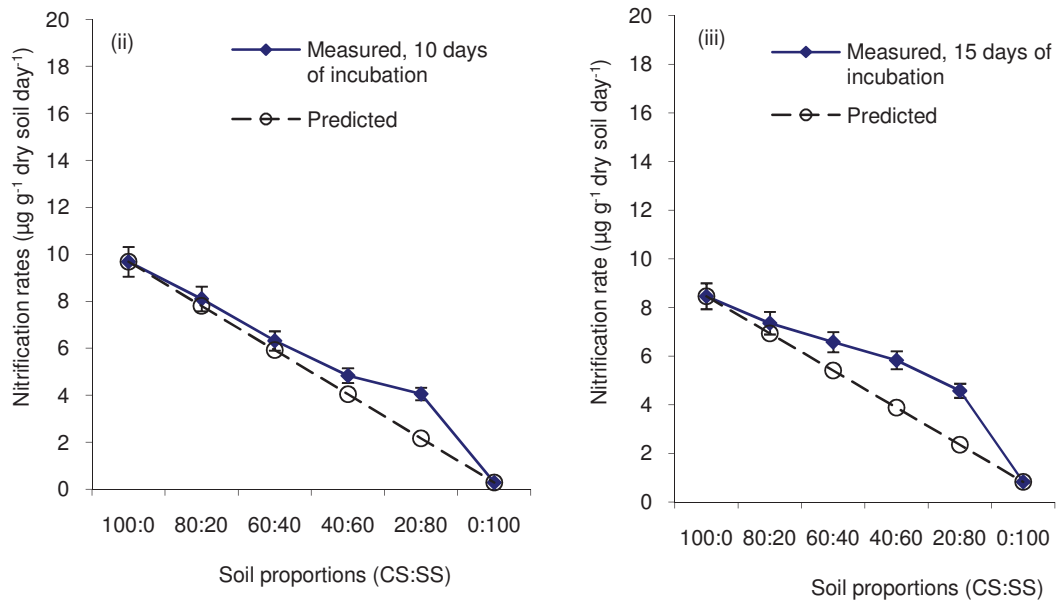 (ii)
Measured, 10 days
of incubation
Predicted
Nitrification rates (µg g⁻¹ dry soil day⁻¹)
20
18
16
14
12
10
8
6
4
2
0
100:0 80:20 60:40 40:60 20:80 0:100
Soil proportions (CS:SS)
(iii)
Measured, 15 days of
incubation
Predicted
Nitrification rate (µg g⁻¹ dry soil day⁻¹)
20
18
16
14
12
10
8
6
4
2
0
100:0 80:20 60:40 40:60 20:80 0:100
Soil proportions (CS:SS)